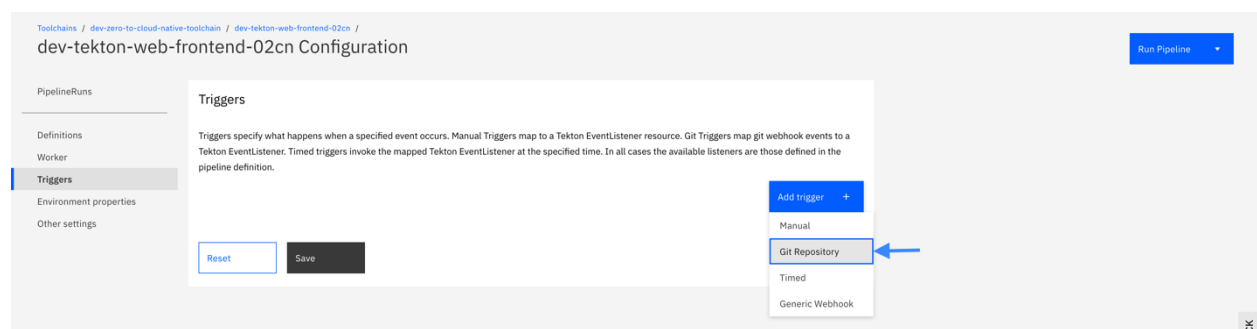 Toolchains / dev-zero-to-cloud-native-toolchain / dev-tekton-web-frontend-02cn /
dev-tekton-web-frontend-02cn Configuration
Run Pipeline
PipelineRuns
Definitions
Worker
Triggers
Environment properties
Other settings
Triggers
Triggers specify what happens when a specified event occurs. Manual Triggers map to a Tekton EventListener resource. Git Triggers map git webhook events to a
Tekton EventListener. Timed triggers invoke the mapped Tekton EventListener at the specified time. In all cases the available listeners are those defined in the
pipeline definition.
Add trigger +
Manual
Git Repository
Timed
Generic Webhook
Reset
Save